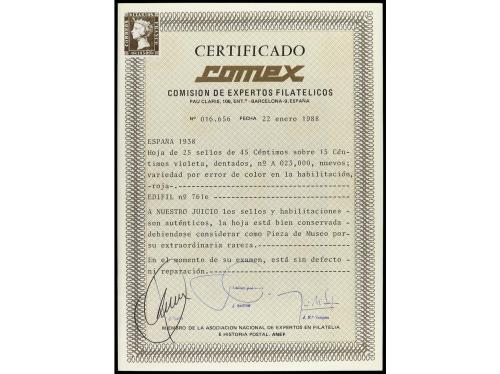 CERTIFICADO
comex
COMISION DE EXPERTOS FILATELICOS
PAU CLARIS, 106, ENT.º - BARCELONA-9. ESPAÑA
Nº 016.656 FECHA 22 enero 1988
ESPAÑA 1938
Hoja de 25 sellos de 45 Céntimos sobre 15 Cén-
timos violeta, dentados, nº A 023,000, nuevos;
variedad por error de color en la habilitación,
-roja-.
EDIFIL nº 761e
A NUESTRO JUICIO los sellos y habilitaciones -
son auténticos, la hoja está bien conservada -
debiendose considerar como Pieza de Museo por-
su extraordinaria rareza.
En el momento de su examen, está sin defecto -
ni reparación.
MIEMBRO DE LA ASOCIACION NACIONAL DE EXPERTOS EN FILATELIA
E HISTORIA POSTAL. ANEF